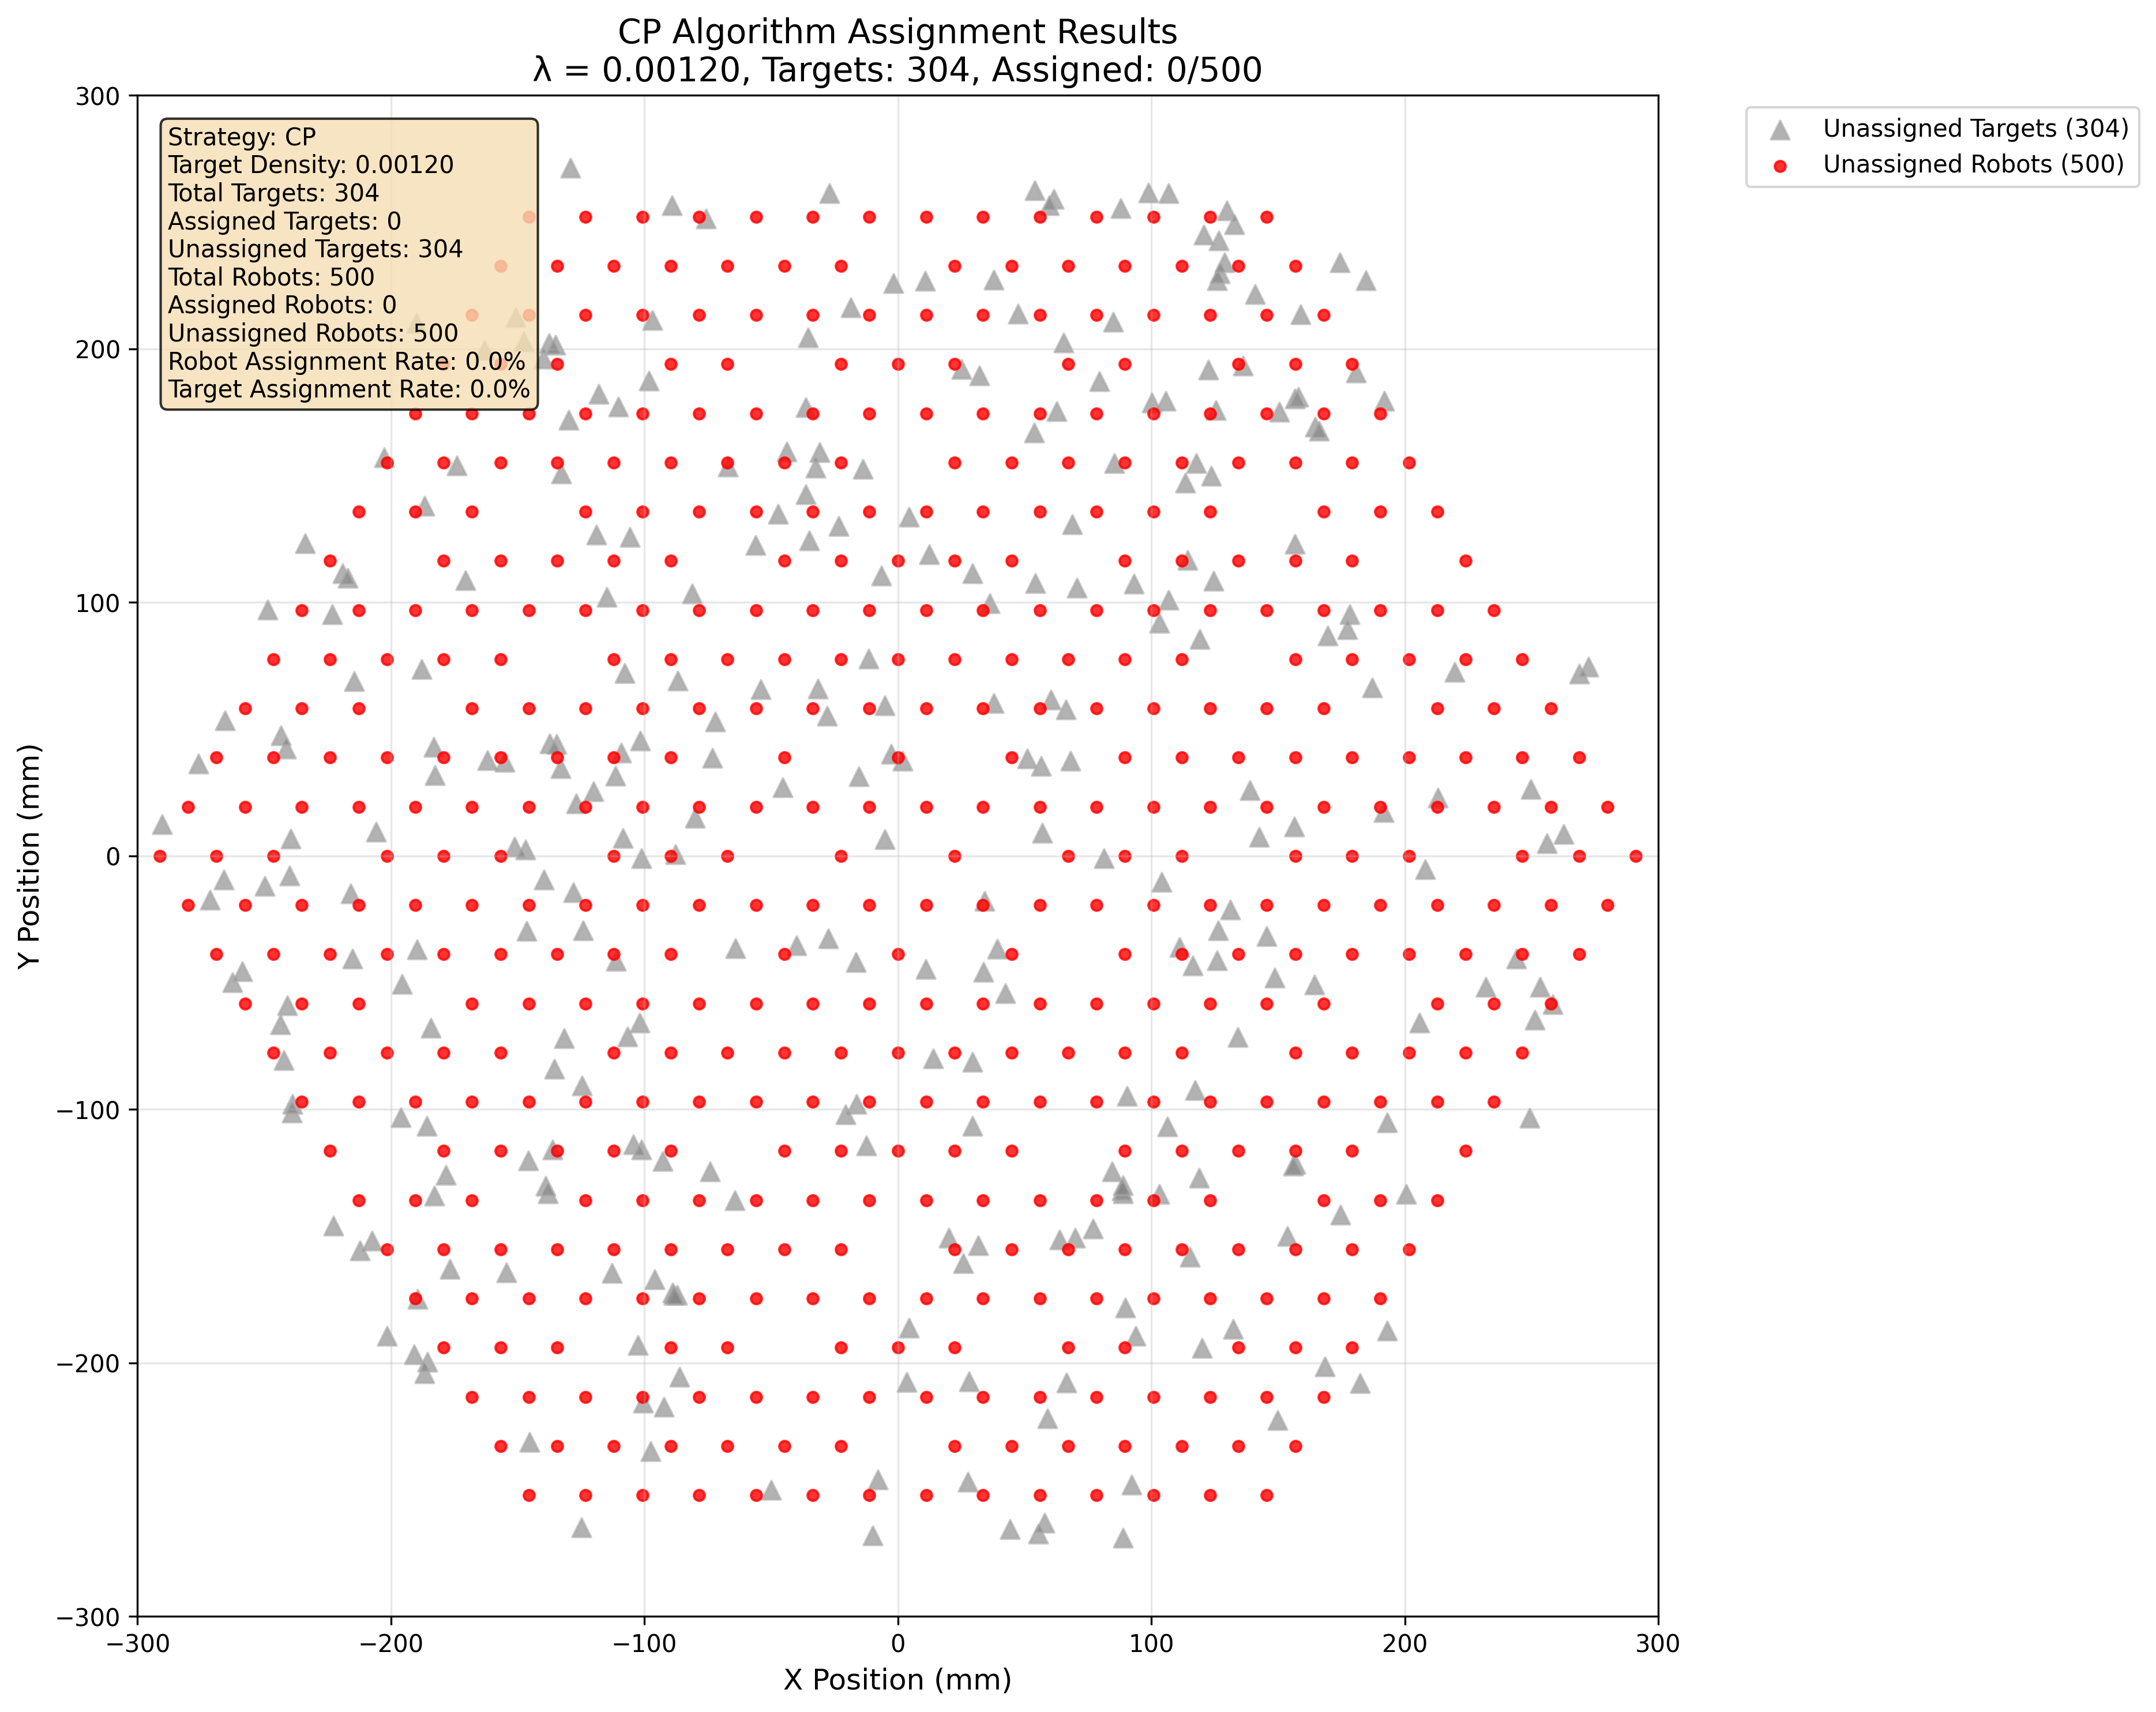 CP Algorithm Assignment Results
λ = 0.00120, Targets: 304, Assigned: 0/500
Strategy: CP
Target Density: 0.00120
Total Targets: 304
Assigned Targets: 0
Unassigned Targets: 304
Total Robots: 500
Assigned Robots: 0
Unassigned Robots: 500
Robot Assignment Rate: 0.0%
Target Assignment Rate: 0.0%
Unassigned Targets (304)
Unassigned Robots (500)
300
200
100
0
−100
−200
−300
Y Position (mm)
−300
−200
−100
0
100
200
300
X Position (mm)